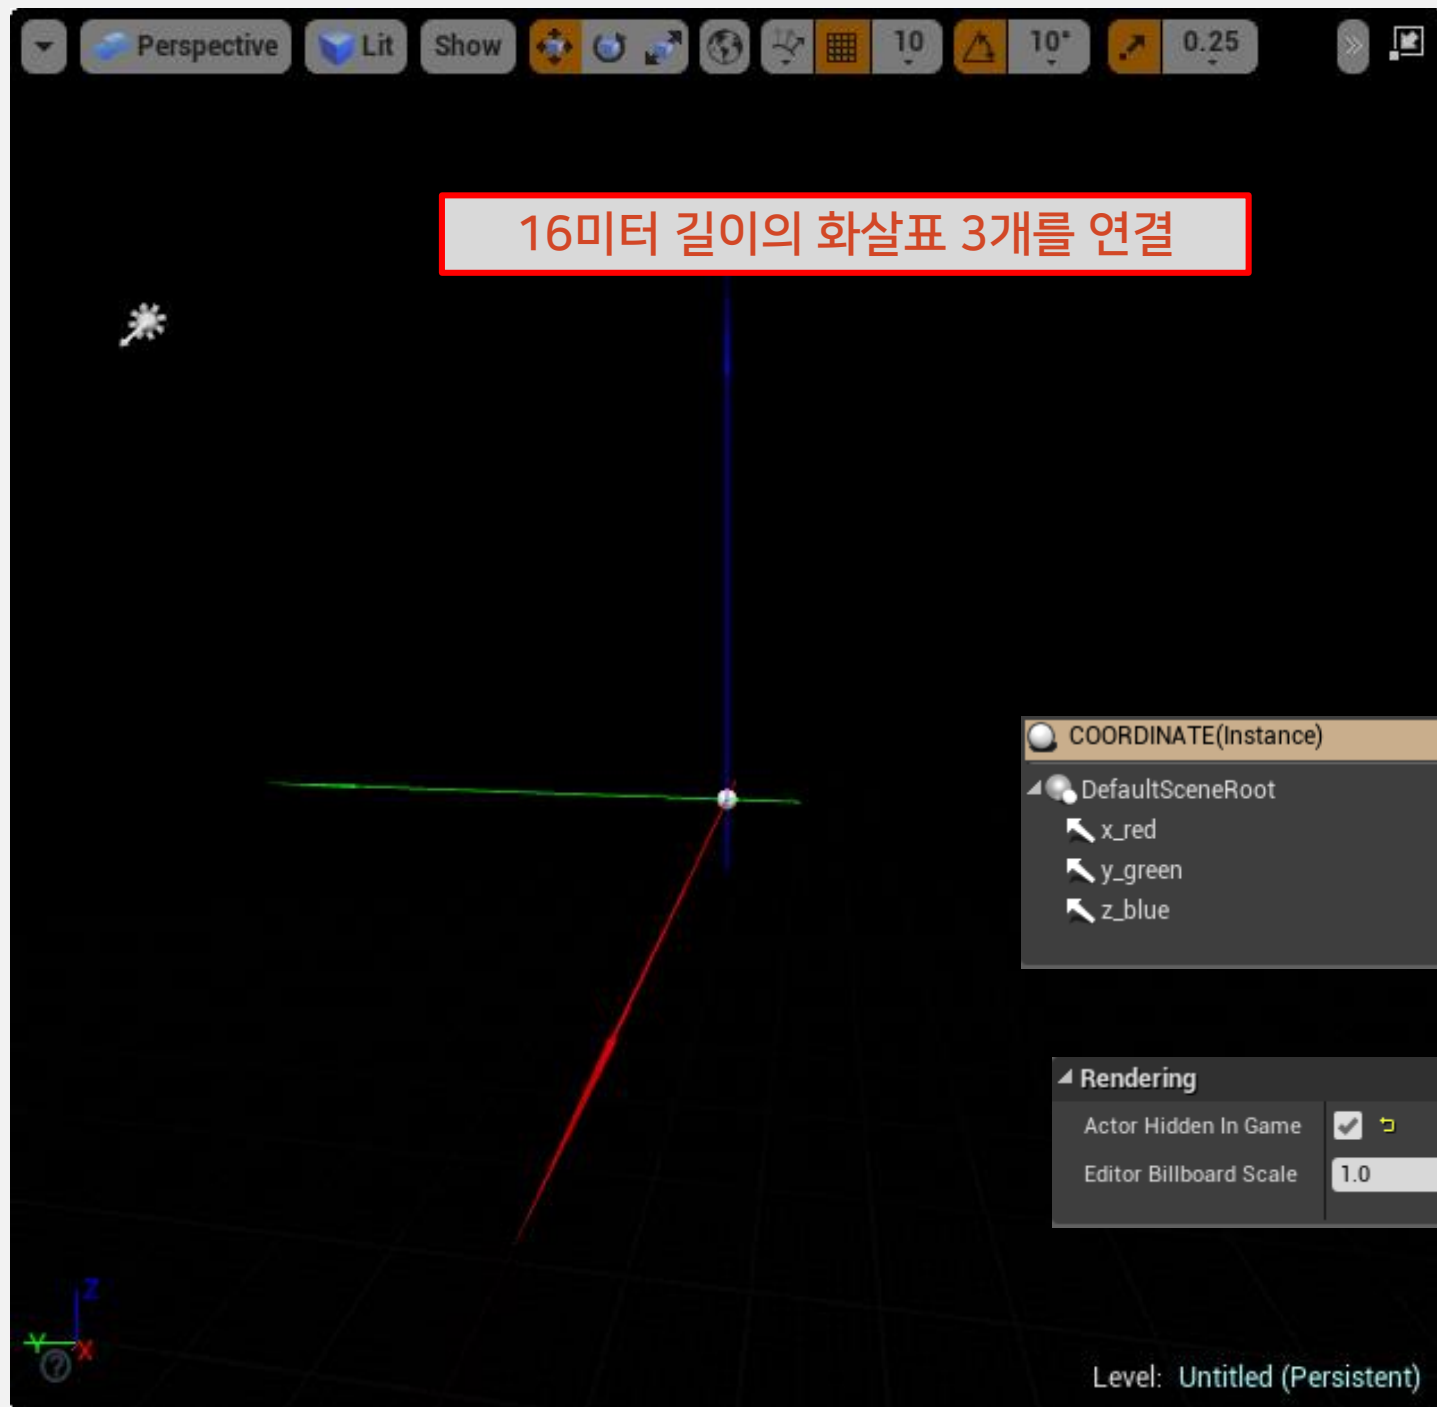 Perspective Lit Show 10 10° 0.25
16미터 길이의 화살표 3개를 연결
COORDINATE(Instance)
DefaultSceneRoot
x_red
y_green
z_blue
Rendering
Actor Hidden In Game
Editor Billboard Scale 1.0
Z
Y X
?
Level: Untitled (Persistent)